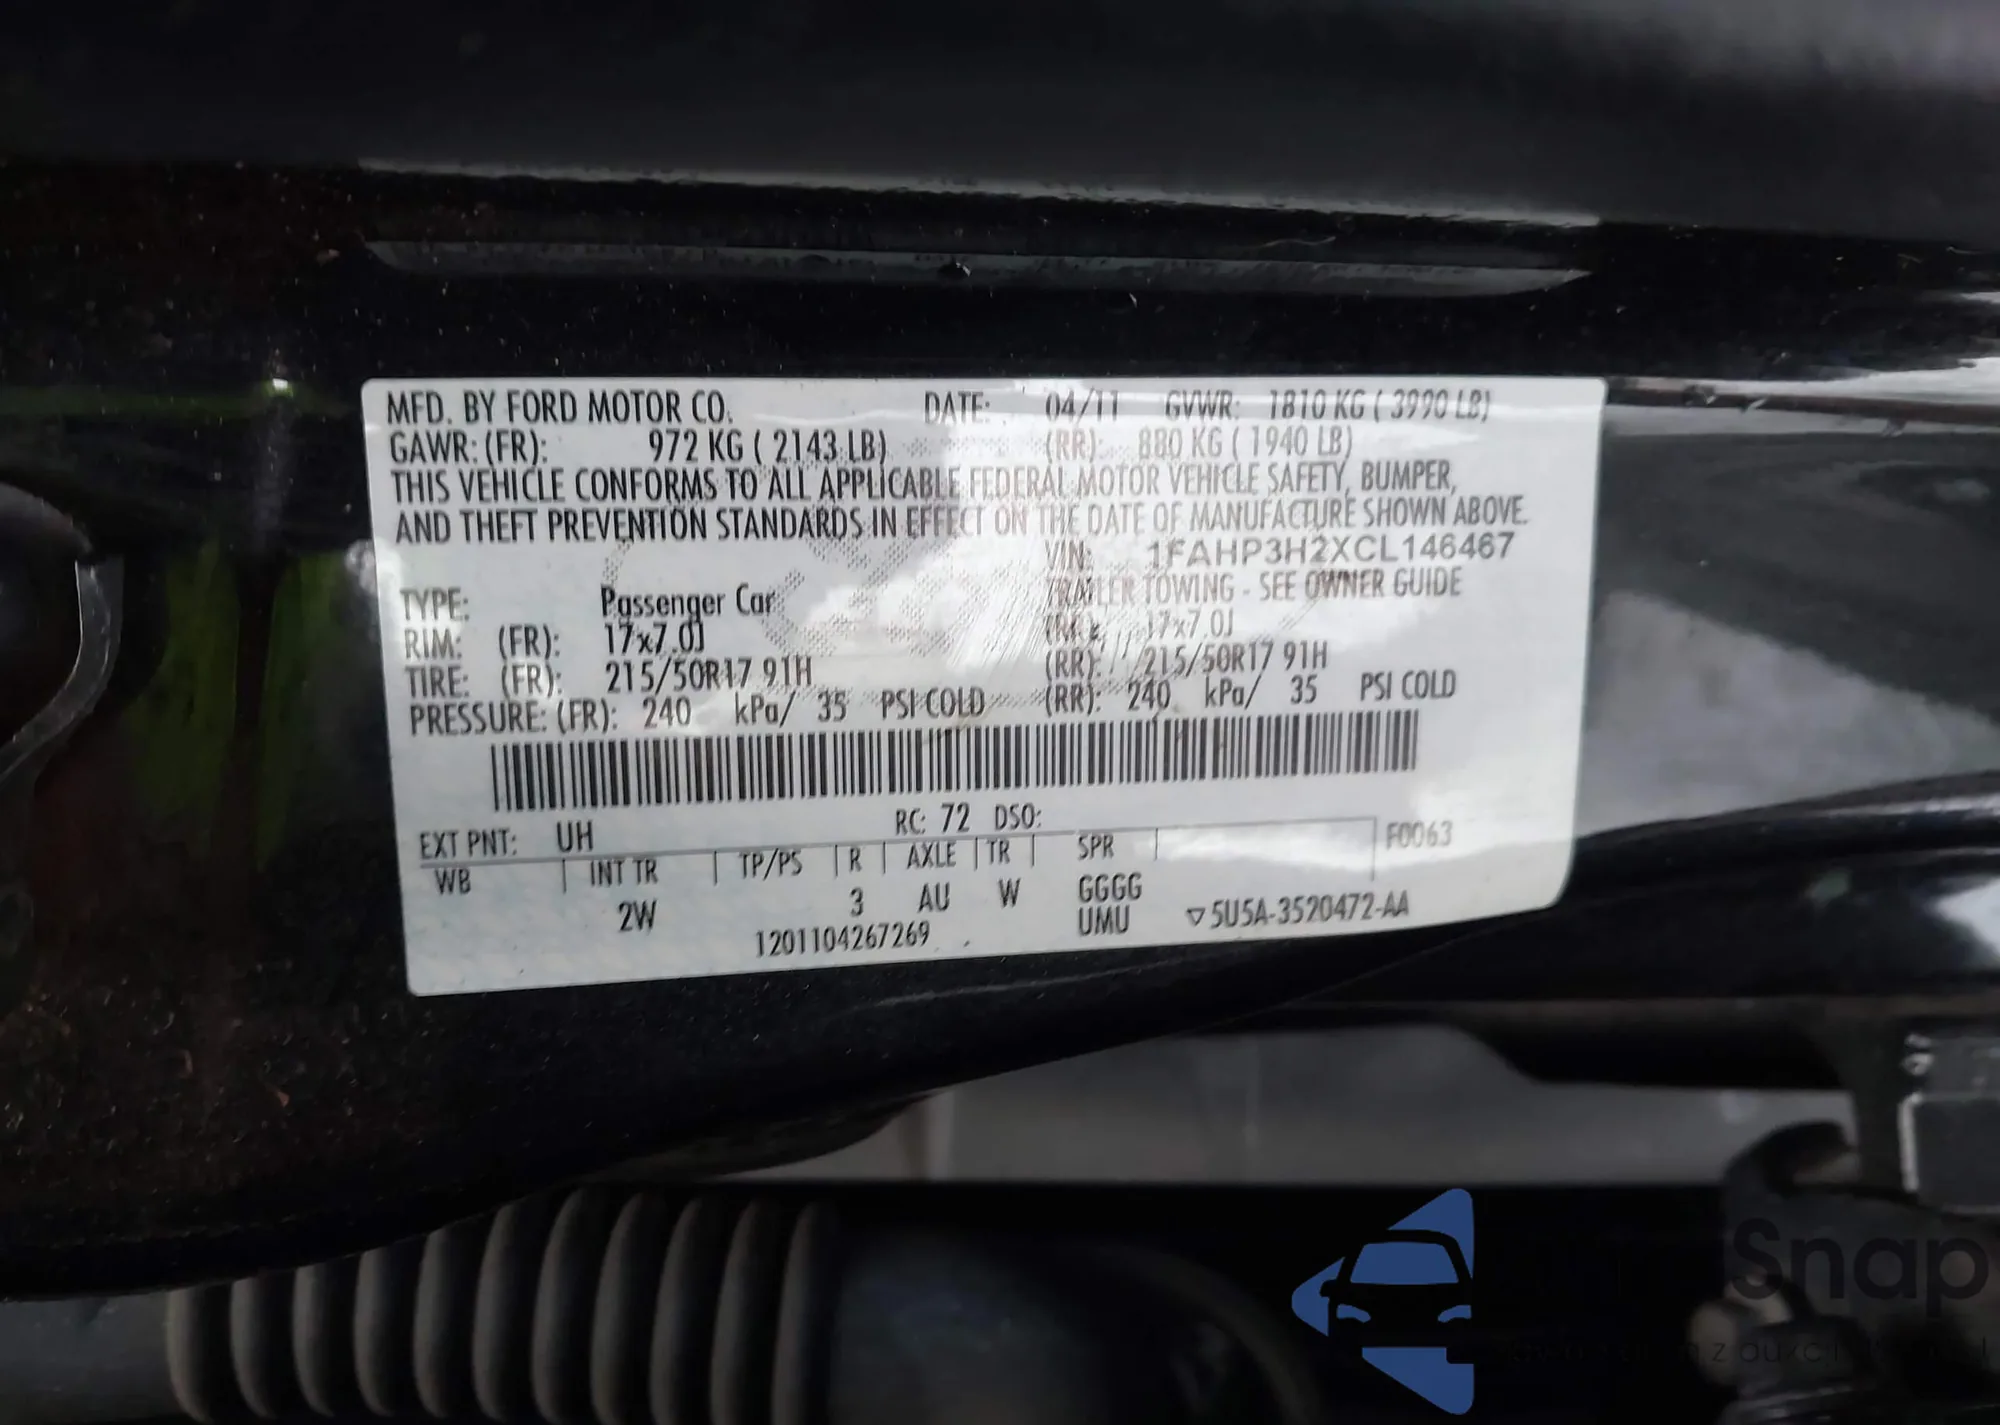 MFD. BY FORD MOTOR CO. DATE: 04/11 GVWR: 1810 KG ( 3990 LB)
GAWR: (FR): 972 KG ( 2143 LB) (RR): 880 KG ( 1940 LB)
THIS VEHICLE CONFORMS TO ALL APPLICABLE FEDERAL MOTOR VEHICLE SAFETY, BUMPER,
AND THEFT PREVENTION STANDARDS IN EFFECT ON THE DATE OF MANUFACTURE SHOWN ABOVE.
VIN: 1FAHP3H2XCL146467
TYPE: Passenger Car TRAILER TOWING - SEE OWNER GUIDE
RIM: (FR): 17x7.0J (RR): 17x7.0J
TIRE: (FR): 215/50R17 91H (RR): 215/50R17 91H
PRESSURE: (FR): 240 kPa/ 35 PSI COLD (RR): 240 kPa/ 35 PSI COLD
EXT PNT: UH RC: 72 DSO: F0063
WB INT TR TP/PS R AXLE TR SPR
2W 3 AU W GGGG
1201104267269 UMU ▽5U5A-3520472-AA
Snap